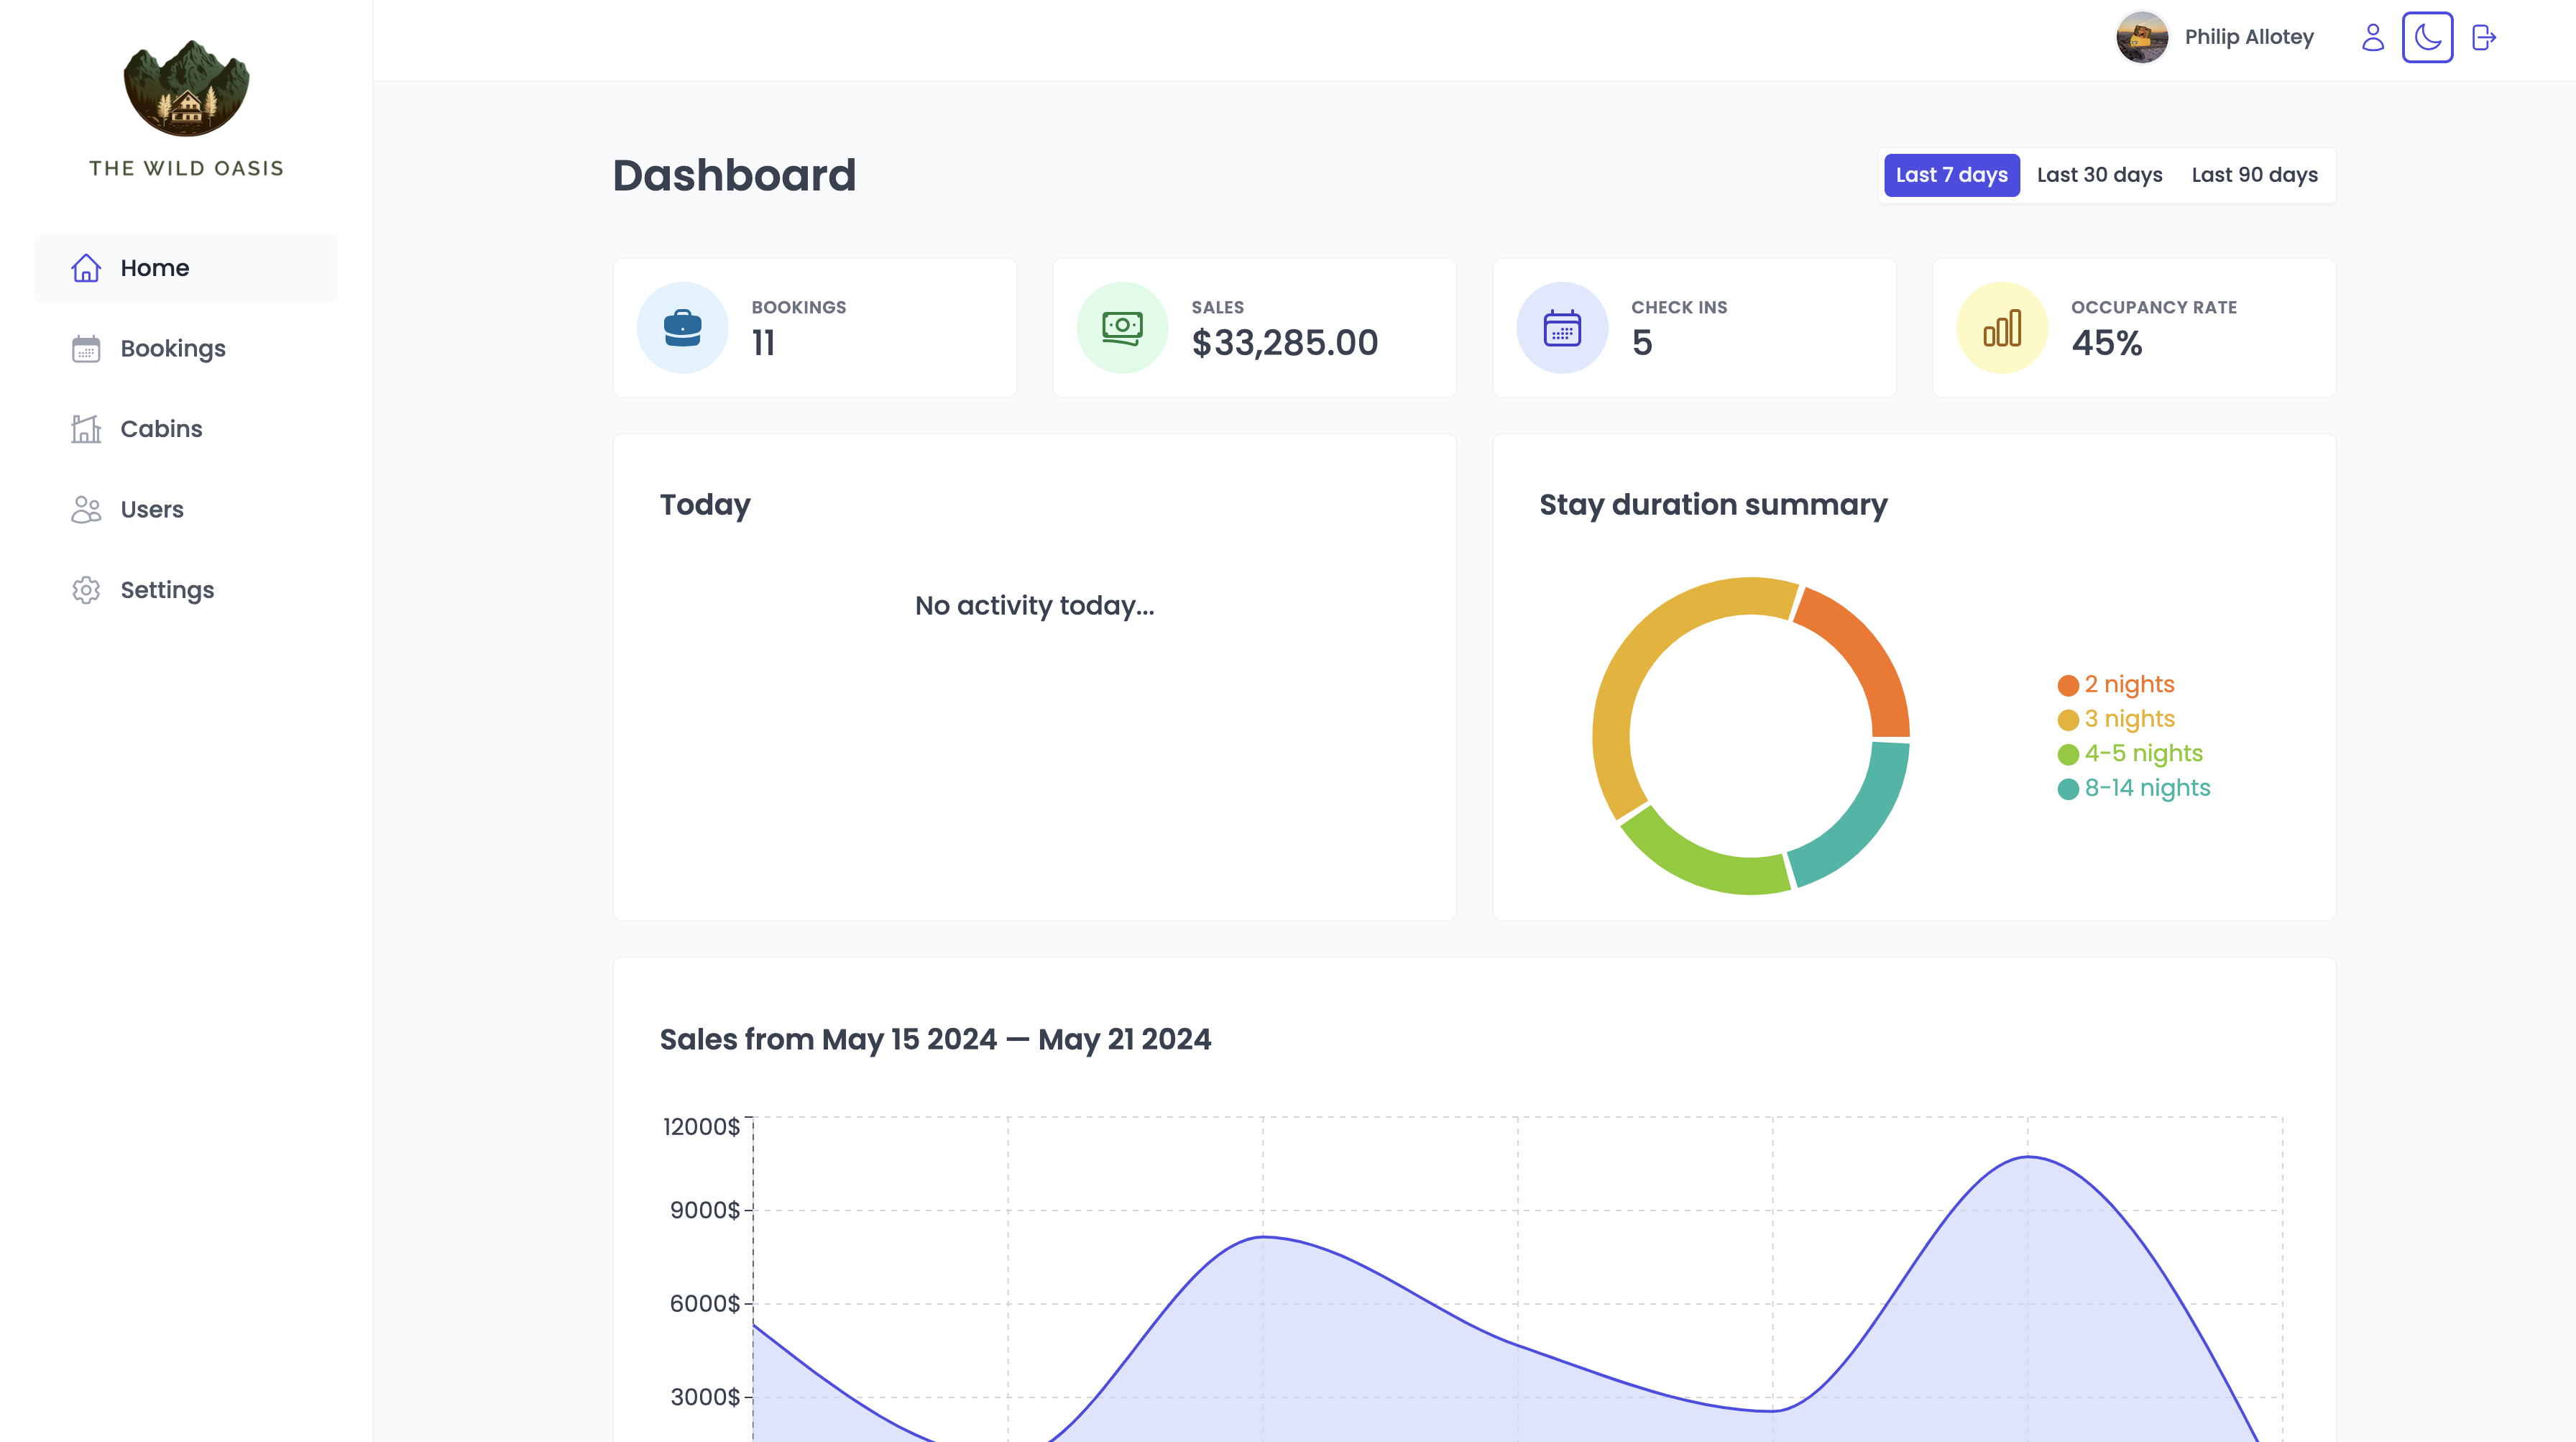 THE WILD OASIS
Home
Bookings
Cabins
Users
Settings
Philip Allotey
Dashboard
Last 7 days Last 30 days Last 90 days
BOOKINGS
11
SALES
$33,285.00
CHECK INS
5
OCCUPANCY RATE
45%
Today
No activity today...
Stay duration summary
2 nights
3 nights
4-5 nights
8-14 nights
Sales from May 15 2024 — May 21 2024
12000$
9000$
6000$
3000$